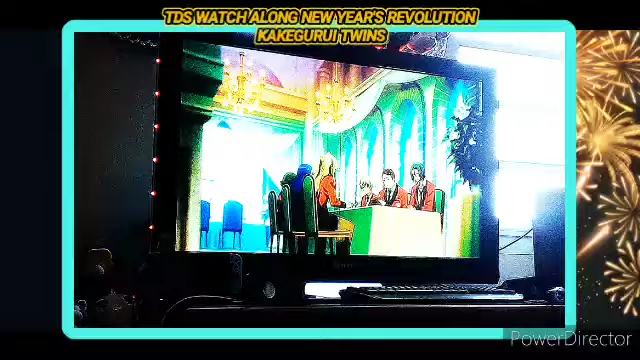 TDS WATCH ALONG NEW YEAR'S REVOLUTION
KAKEGURUI TWINS
PowerDirector